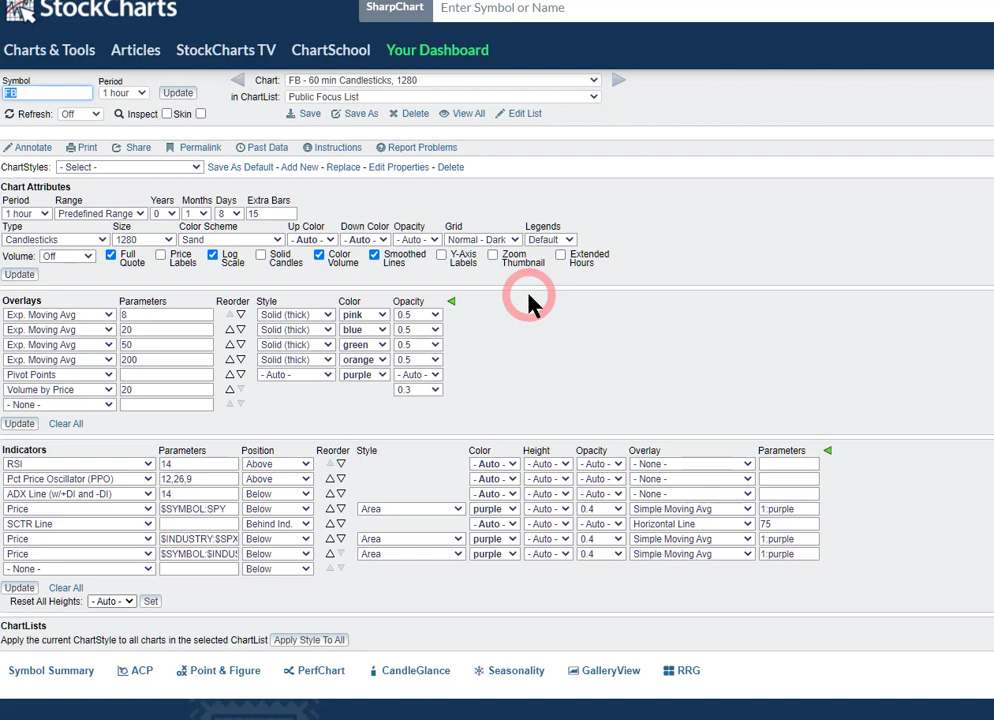 StockCharts SharpChart Enter Symbol or Name
Charts & Tools Articles StockCharts TV ChartSchool Your Dashboard
Symbol Period Chart: FB - 60 min Candlesticks, 1280
FB 1 hour Update in ChartList: Public Focus List
Refresh: Off Inspect Skin Save Save As Delete View All Edit List
Annotate Print Share Permalink Past Data Instructions Report Problems
ChartStyles: - Select - Save As Default - Add New - Replace - Edit Properties - Delete
Chart Attributes
Period Range Years Months Days Extra Bars
1 hour Predefined Range 0 1 8 15
Type Size Color Scheme Up Color Down Color Opacity Grid Legends
Candlesticks 1280 Sand - Auto - - Auto - - Auto - Normal - Dark Default
Volume: Off Full Quote Price Labels Log Scale Solid Candles Color Volume Smoothed Lines Y-Axis Labels Zoom Thumbnail Extended Hours
Update
Overlays Parameters Reorder Style Color Opacity
Exp. Moving Avg 8 Solid (thick) pink 0.5
Exp. Moving Avg 20 Solid (thick) blue 0.5
Exp. Moving Avg 50 Solid (thick) green 0.5
Exp. Moving Avg 200 Solid (thick) orange 0.5
Pivot Points - Auto - purple - Auto -
Volume by Price 20 0.3
- None -
Update Clear All
Indicators Parameters Position Reorder Style Color Height Opacity Overlay Parameters
RSI 14 Above - Auto - - Auto - - Auto - - None -
Pct Price Oscillator (PPO) 12,26,9 Above - Auto - - Auto - - Auto - - None -
ADX Line (w/+DI and -DI) 14 Below - Auto - - Auto - - Auto - - None -
Price $SYMBOL:SPY Below Area purple - Auto - 0.4 Simple Moving Avg 1:purple
SCTR Line Behind Ind. - Auto - - Auto - - Auto - Horizontal Line 75
Price $INDUSTRY:$SPX Below Area purple - Auto - 0.4 Simple Moving Avg 1:purple
Price $SYMBOL:$INDUS Below Area purple - Auto - 0.4 Simple Moving Avg 1:purple
- None - Below
Update Clear All
Reset All Heights: - Auto - Set
ChartLists
Apply the current ChartStyle to all charts in the selected ChartList Apply Style To All
Symbol Summary ACP Point & Figure PerfChart CandleGlance Seasonality GalleryView RRG